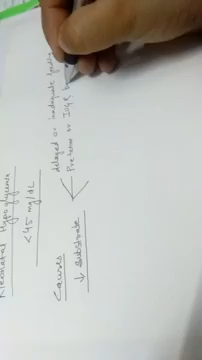 Neonatal Hypoglycemia
<45 mg/dL
Causes
↓ Substrate
delayed or inadequate feeding
Preterm or IUGR b